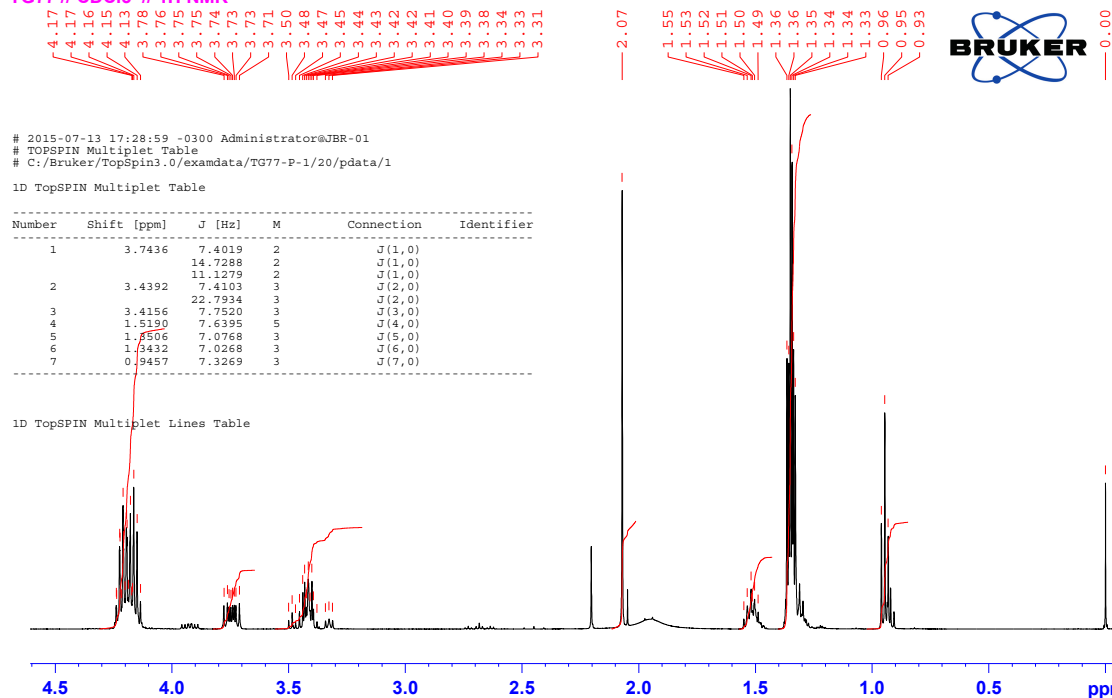 TG77 // CDCl3 // 1H NMR
4.17
4.17
4.16
4.15
4.13
3.78
3.76
3.75
3.75
3.73
3.73
3.71
3.50
3.48
3.47
3.45
3.44
3.43
3.42
3.42
3.41
3.40
3.39
3.38
3.34
3.33
3.31
2.07
1.55
1.53
1.52
1.51
1.50
1.49
1.36
1.36
1.35
1.34
1.34
1.33
0.96
0.95
0.93
0.00
BRUKER
# 2015-07-13 17:28:59 -0300 Administrator@JBR-01
# TOPSPIN Multiplet Table
# C:/Bruker/TopSpin3.0/examdata/TG77-P-1/20/pdata/1
1D TopSPIN Multiplet Table
Number Shift [ppm] J [Hz] M Connection Identifier
1 3.7436 7.4019 2 J(1,0)
14.7288 2 J(1,0)
11.1279 2 J(1,0)
2 3.4392 7.4103 3 J(2,0)
22.7934 3 J(2,0)
3 3.4156 7.7520 3 J(3,0)
4 1.5190 7.6395 5 J(4,0)
5 1.3506 7.0768 3 J(5,0)
6 1.3432 7.0268 3 J(6,0)
7 0.9457 7.3269 3 J(7,0)
1D TopSPIN Multiplet Lines Table
4.5 4.0 3.5 3.0 2.5 2.0 1.5 1.0 0.5 ppm